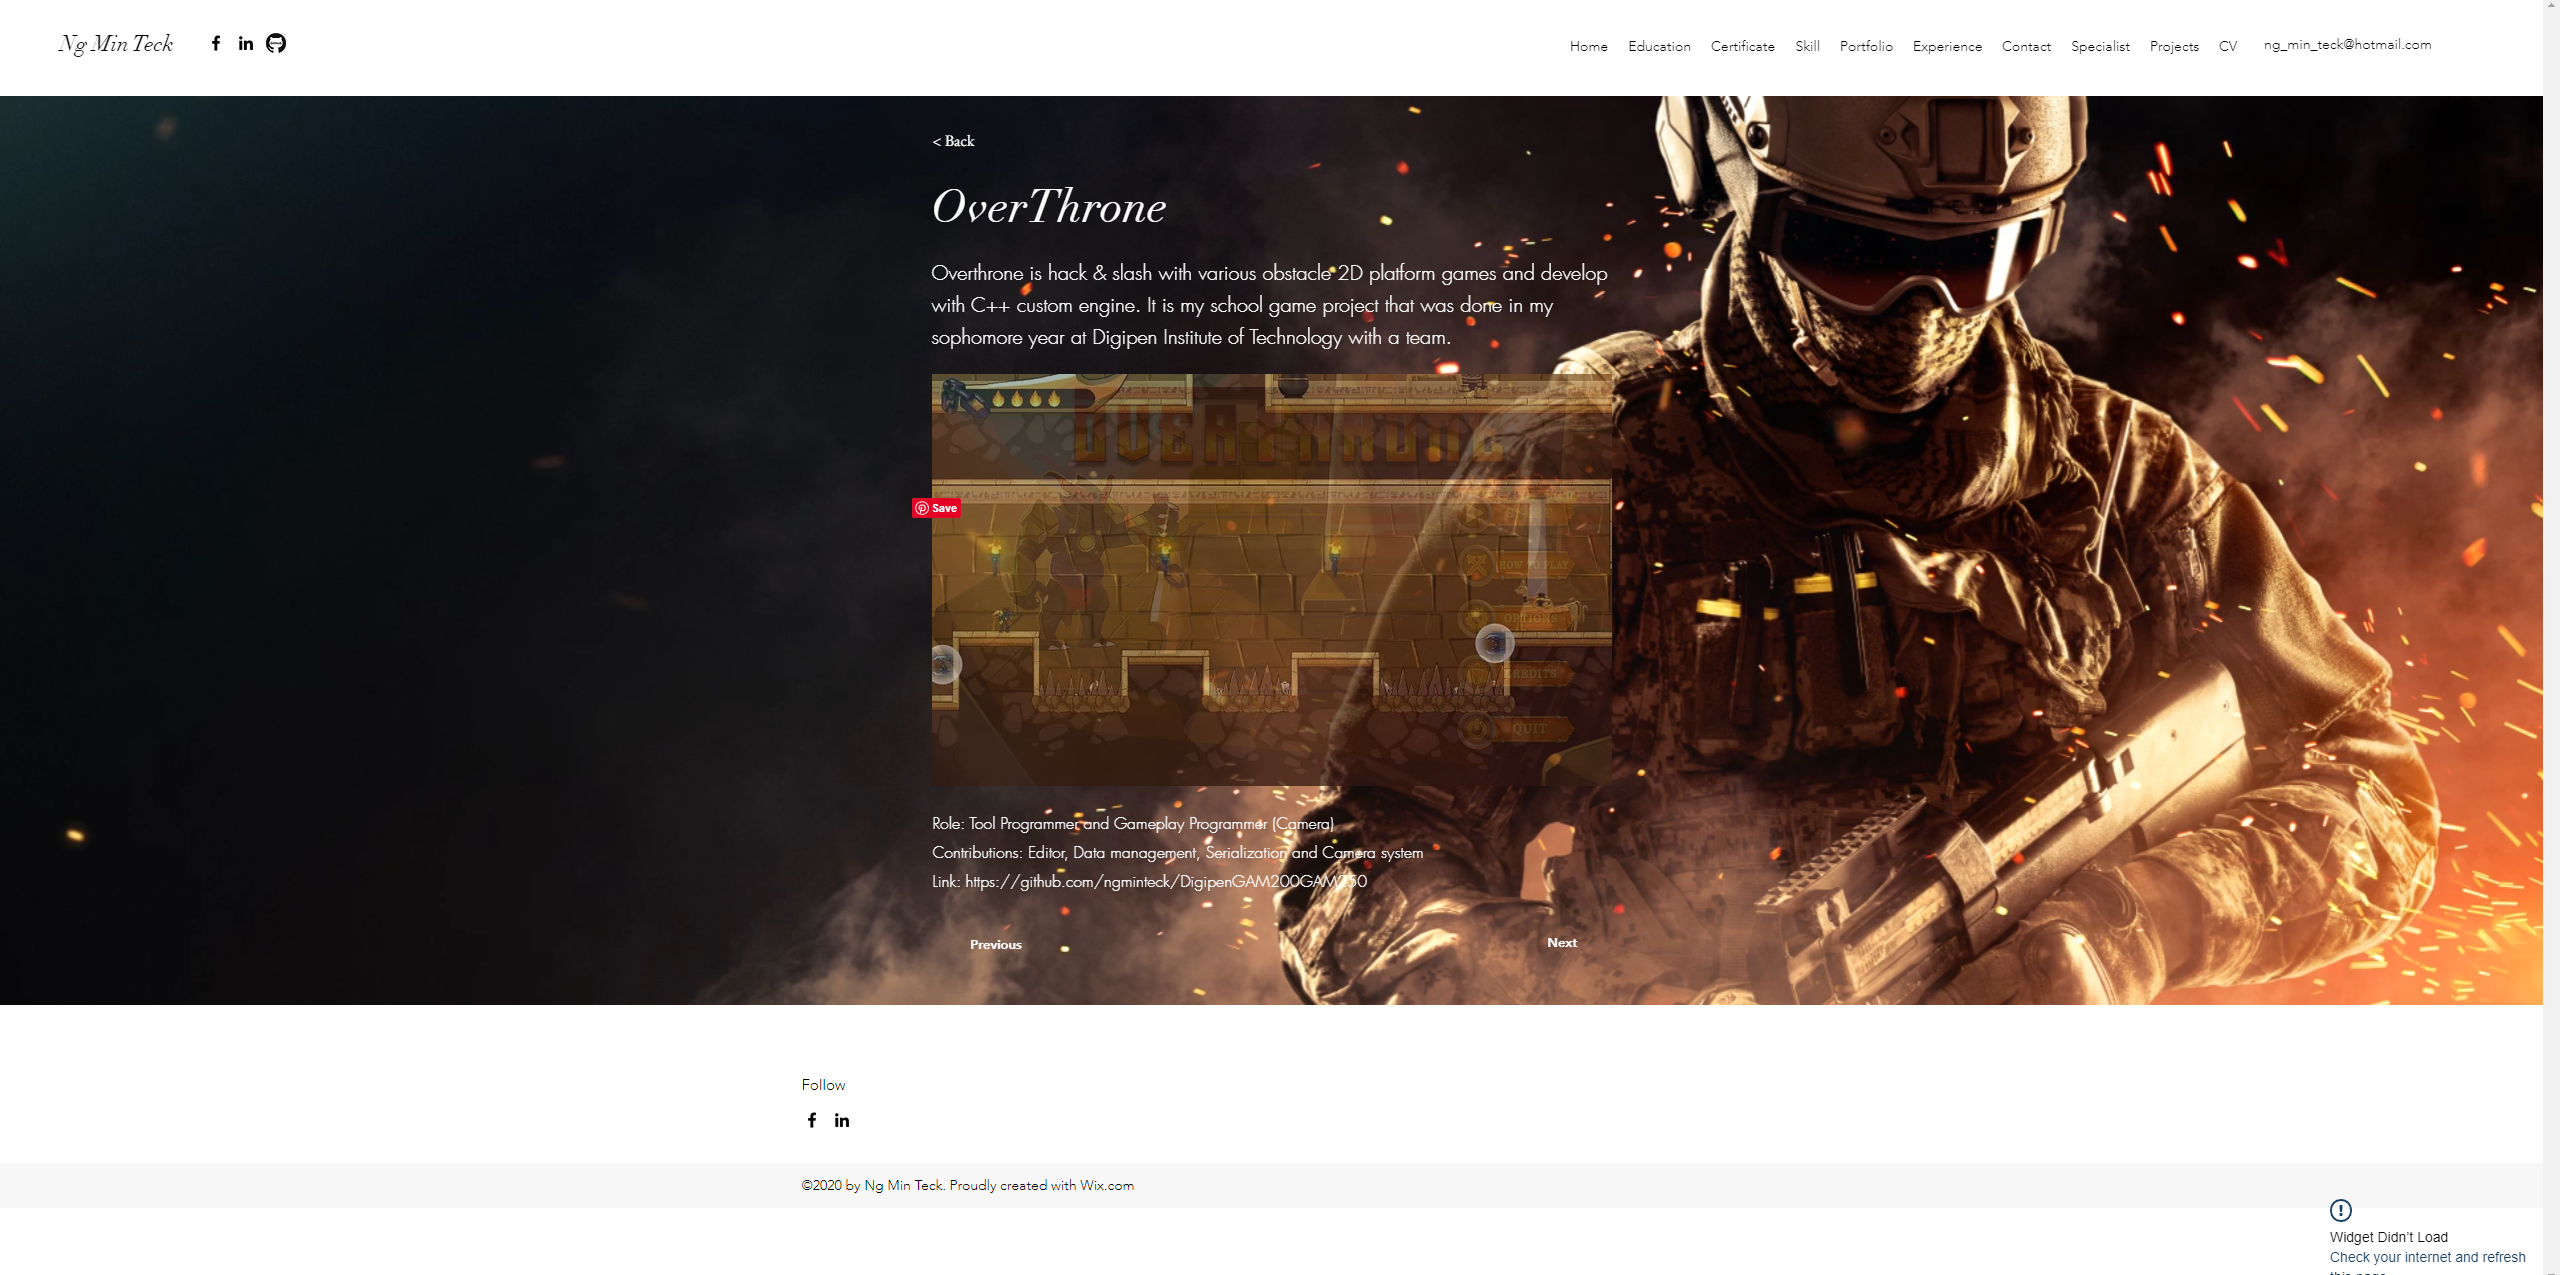 Ng Min Teck
Home Education Certificate Skill Portfolio Experience Contact Specialist Projects CV ng_min_teck@hotmail.com
< Back
OverThrone
Overthrone is hack & slash with various obstacle 2D platform games and develop
with C++ custom engine. It is my school game project that was done in my
sophomore year at Digipen Institute of Technology with a team.
OVERTHRONE
Save
HOW TO PLAY
OPTIONS
CREDITS
QUIT
Role: Tool Programmer and Gameplay Programmer (Camera)
Contributions: Editor, Data management, Serialization and Camera system
Link: https://github.com/ngminteck/DigipenGAM200GAM250
Previous
Next
Follow
©2020 by Ng Min Teck. Proudly created with Wix.com
Widget Didn't Load
Check your internet and refresh
this page